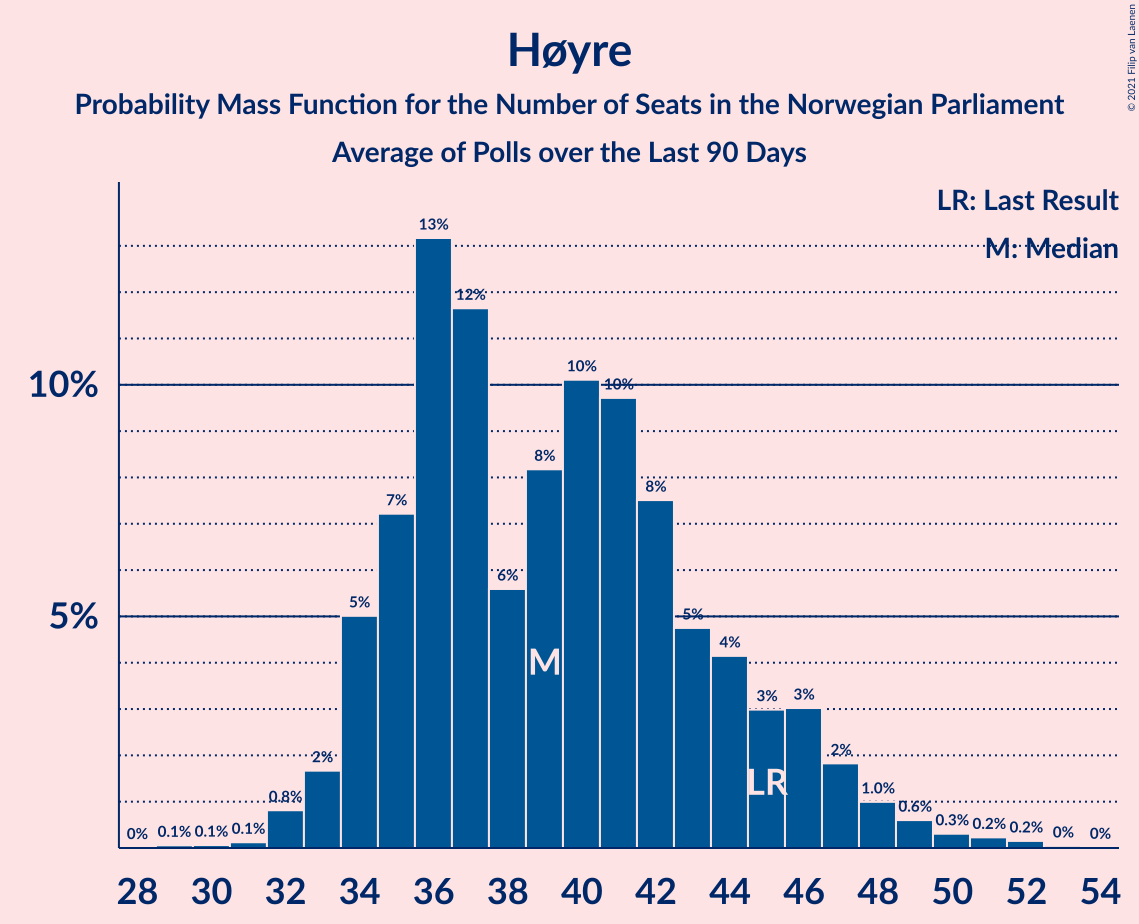 Høyre
Probability Mass Function for the Number of Seats in the Norwegian Parliament
Average of Polls over the Last 90 Days
© 2021 Filip van Laenen
LR: Last Result
M: Median
10%
5%
0% 0.1% 0.1% 0.1% 0.8% 2% 5% 7% 13% 12% 6% 8% 10% 10% 8% 5% 4% 3% 3% 2% 1.0% 0.6% 0.3% 0.2% 0.2% 0% 0%
M
LR
28 30 32 34 36 38 40 42 44 46 48 50 52 54